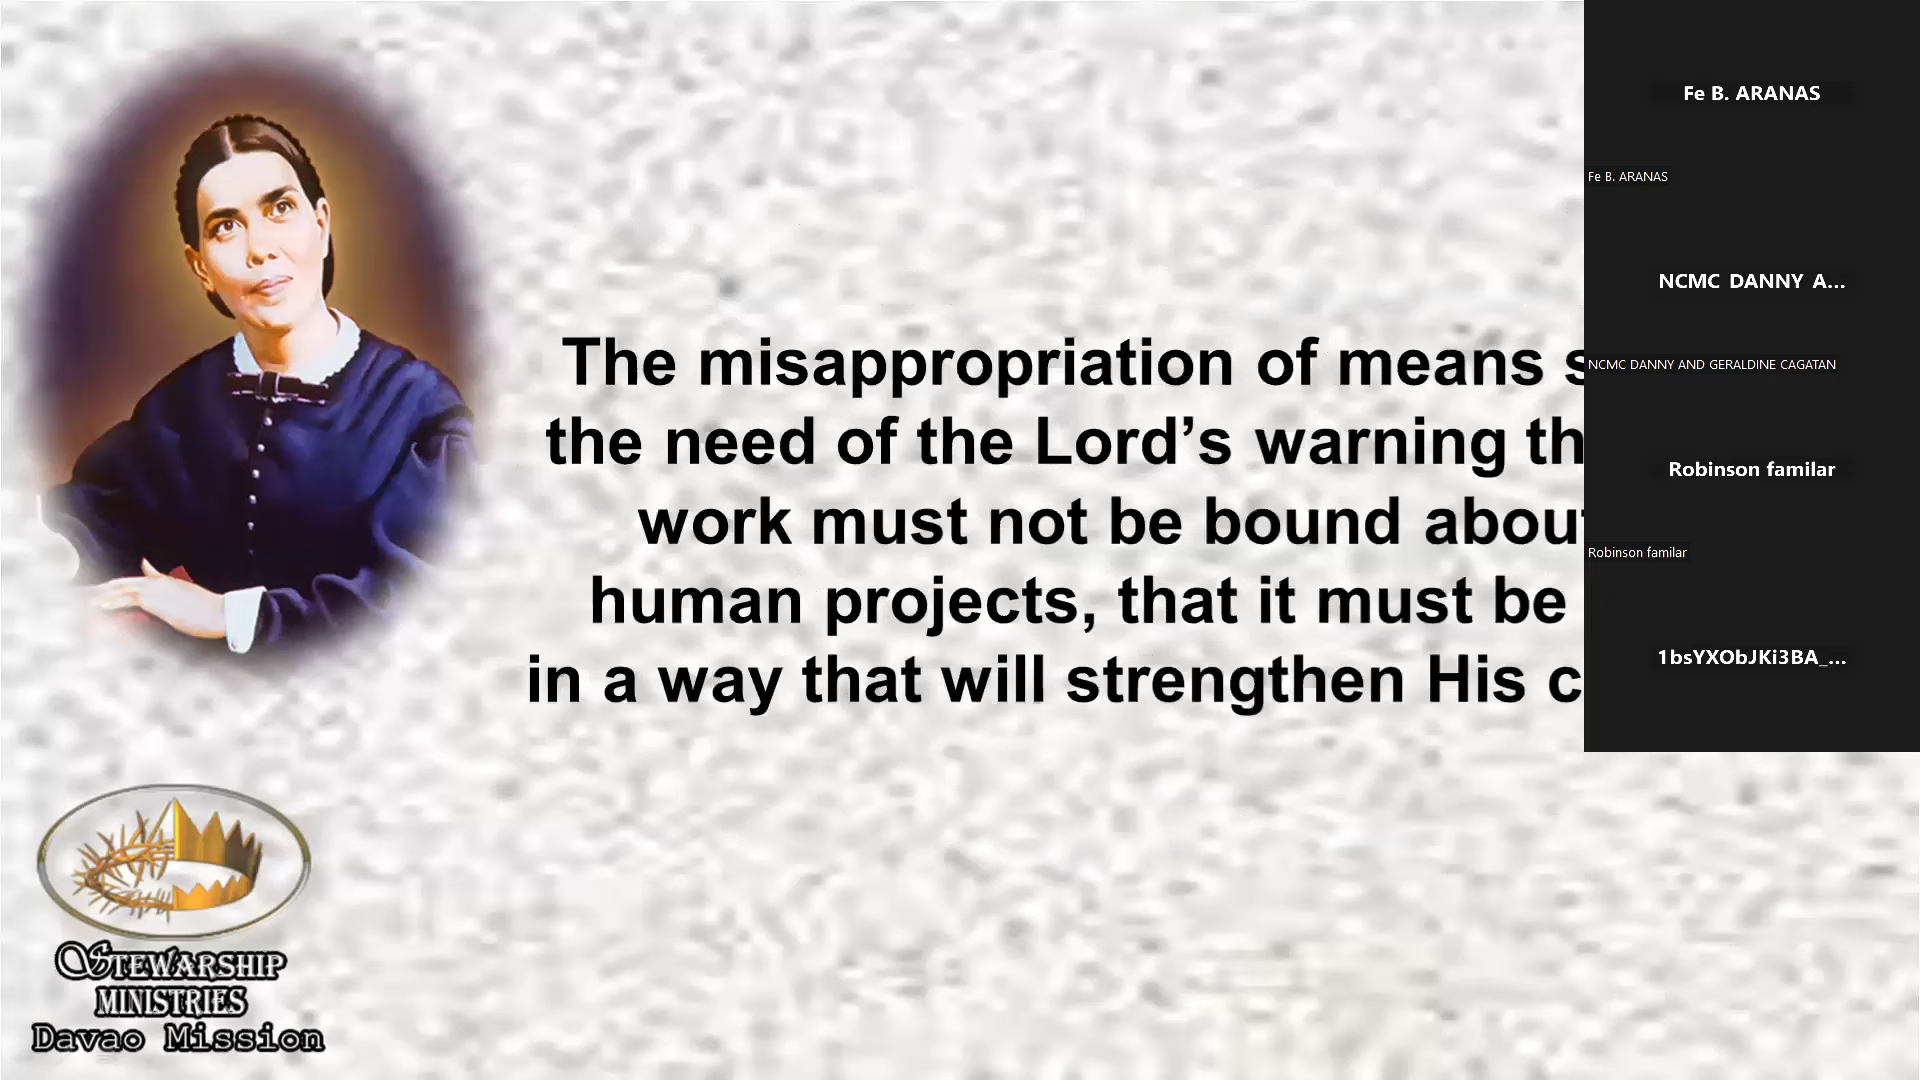 The misappropriation of means s
the need of the Lord’s warning th
work must not be bound about
human projects, that it must be
in a way that will strengthen His c
STEWARSHIP
MINISTRIES
Davao Mission
Fe B. ARANAS
Fe B. ARANAS
NCMC DANNY A...
NCMC DANNY AND GERALDINE CAGATAN
Robinson familar
Robinson familar
1bsYXObJKi3BA_...